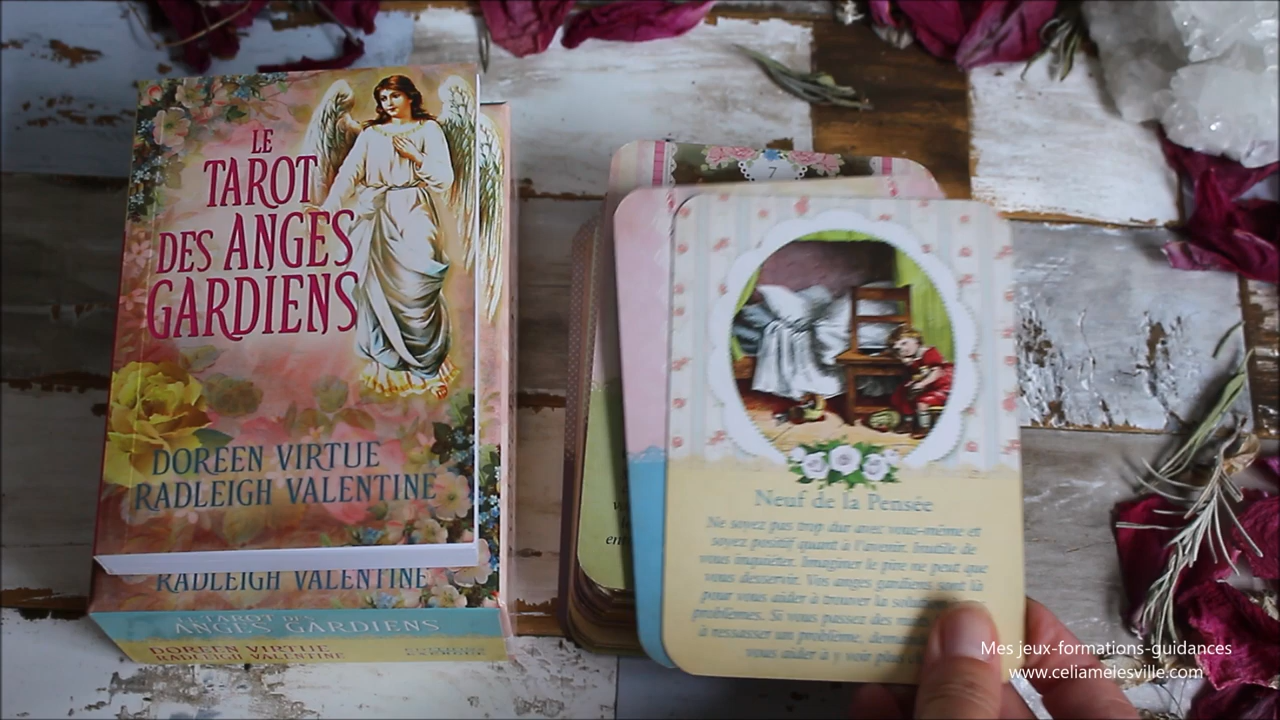 LE
TAROT
DES ANGES
GARDIENS
DOREEN VIRTUE
RADLEIGH VALENTINE
RADLEIGH VALENTINE
LE TAROT DES
ANGES GARDIENS
DOREEN VIRTUE
RADLEIGH VALENTINE
7
Neuf de la Pensée
Ne soyez pas trop dur avec vous-même et
soyez positif quant à l'avenir. Inutile de
vous inquiéter. Imaginer le pire ne peut que
vous desservir. Vos anges gardiens sont là
pour vous aider à trouver la
problèmes. Si vous passez des
à ressasser un problème,
vous aider à y voir plus
Mes jeux-formations-guidances
www.celiamelesville.com